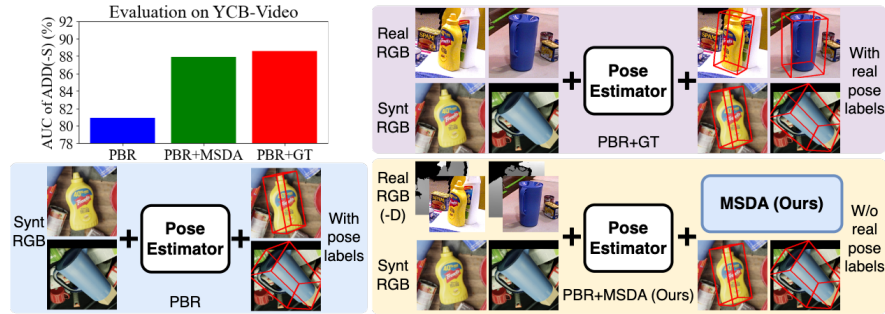 Evaluation on YCB-Video
AUC of ADD(-S) (%)
92
90
88
86
84
82
80
78
PBR
PBR+MSDA
PBR+GT
Real
RGB
SPAM
Synt
RGB
Pose
Estimator
PBR+GT
With
real
pose
labels
Synt
RGB
Pose
Estimator
PBR
With
pose
labels
Real
RGB
(-D)
Synt
RGB
Pose
Estimator
PBR+MSDA (Ours)
MSDA (Ours)
W/o
real
pose
labels